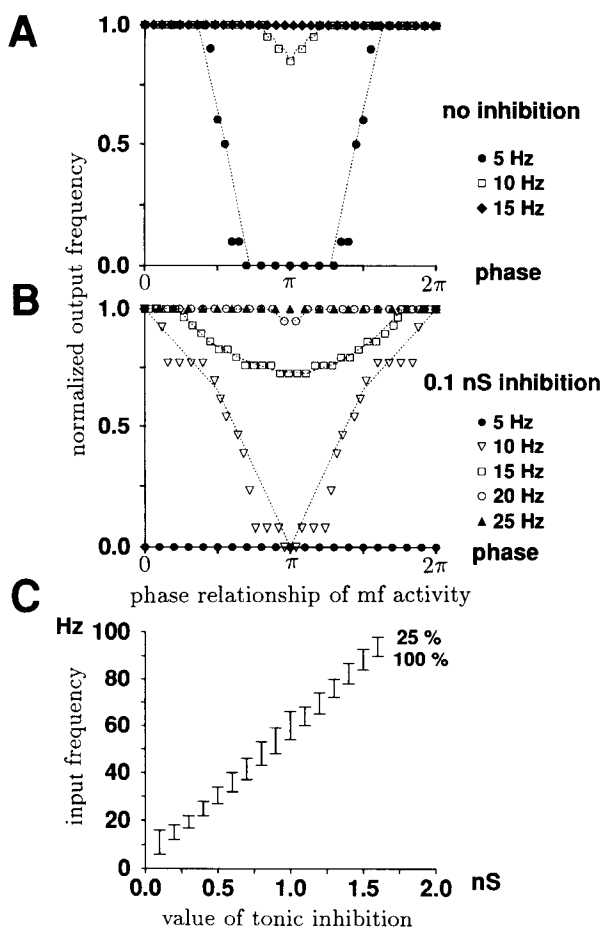 A
1.0
0.5
0.0
0
π
2π
phase
no inhibition
5 Hz
10 Hz
15 Hz
normalized output frequency
B
1.0
0.5
0.0
0
π
2π
phase
0.1 nS inhibition
5 Hz
10 Hz
15 Hz
20 Hz
25 Hz
phase relationship of mf activity
C
Hz
100
80
60
40
20
0
input frequency
25 %
100 %
0.0
0.5
1.0
1.5
2.0
nS
value of tonic inhibition